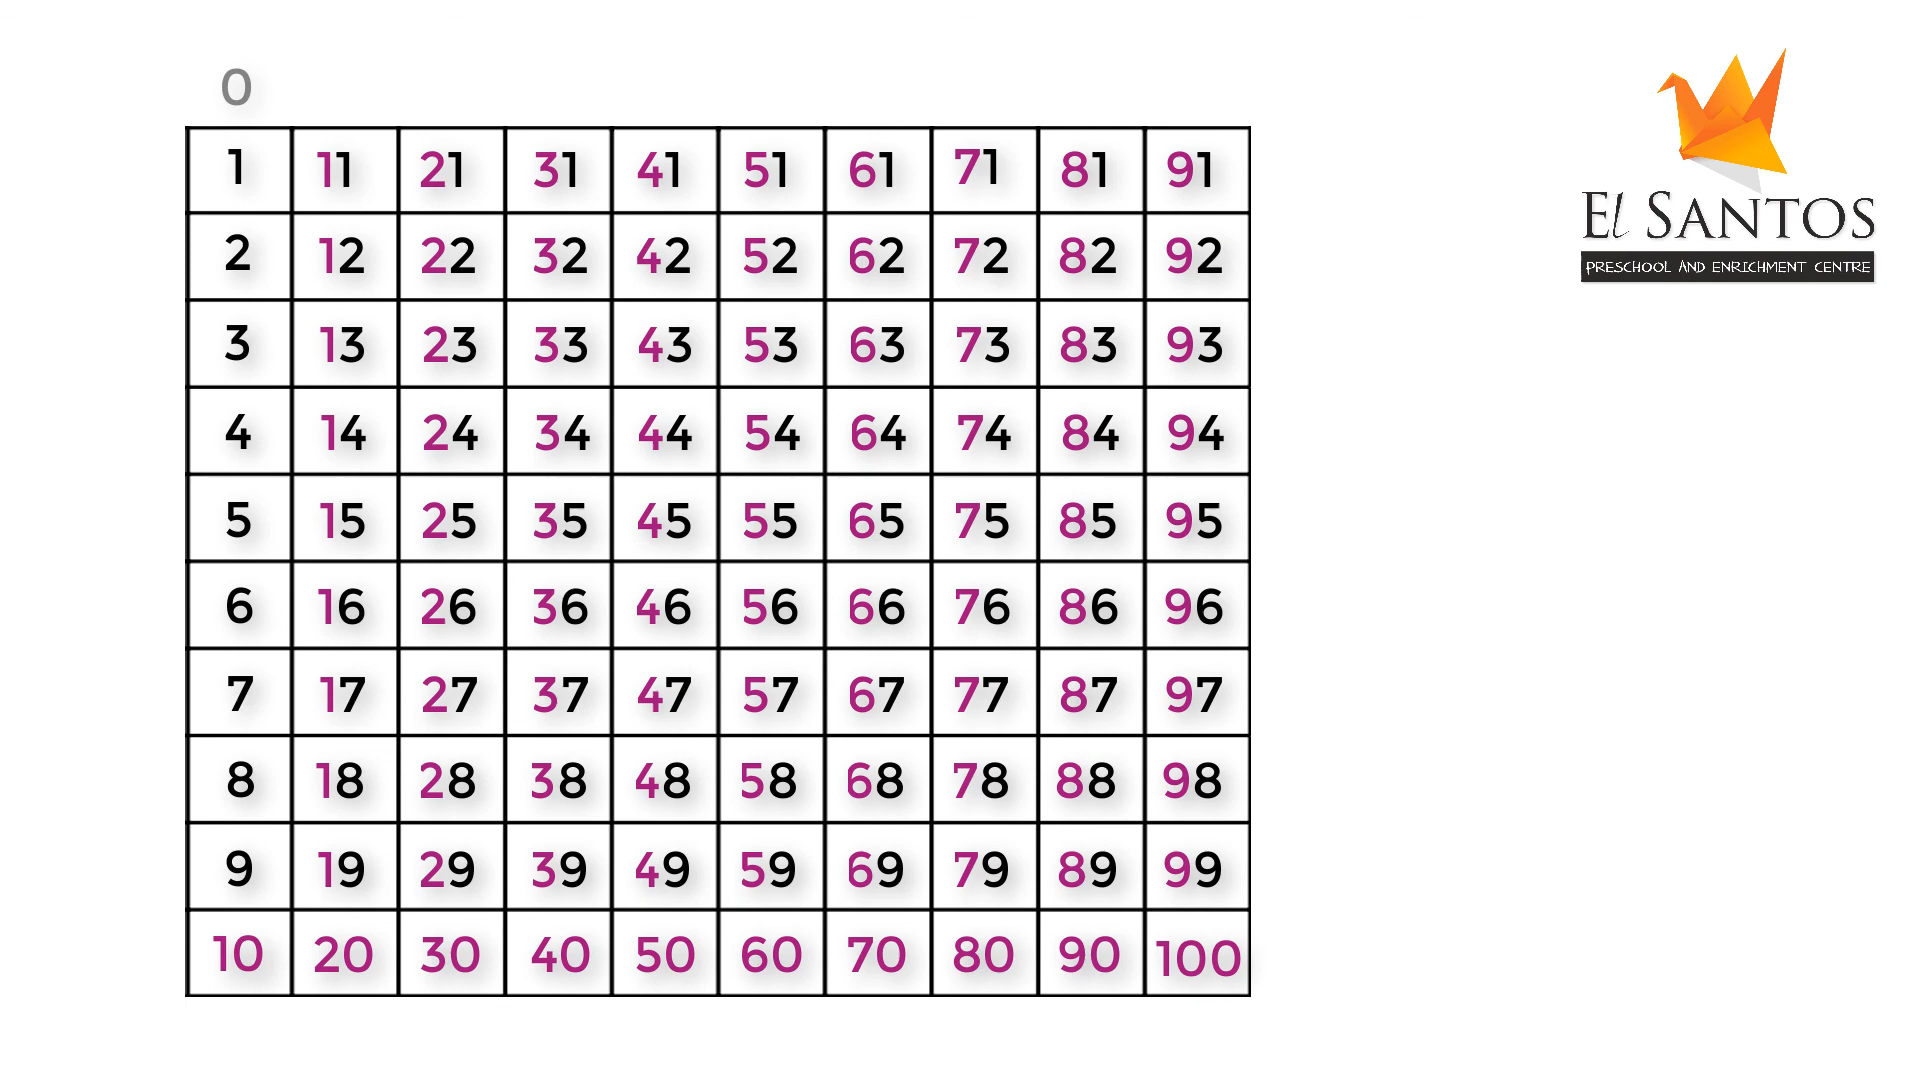 0
1 11 21 31 41 51 61 71 81 91
2 12 22 32 42 52 62 72 82 92
3 13 23 33 43 53 63 73 83 93
4 14 24 34 44 54 64 74 84 94
5 15 25 35 45 55 65 75 85 95
6 16 26 36 46 56 66 76 86 96
7 17 27 37 47 57 67 77 87 97
8 18 28 38 48 58 68 78 88 98
9 19 29 39 49 59 69 79 89 99
10 20 30 40 50 60 70 80 90 100
El Santos
PRESCHOOL AND ENRICHMENT CENTRE